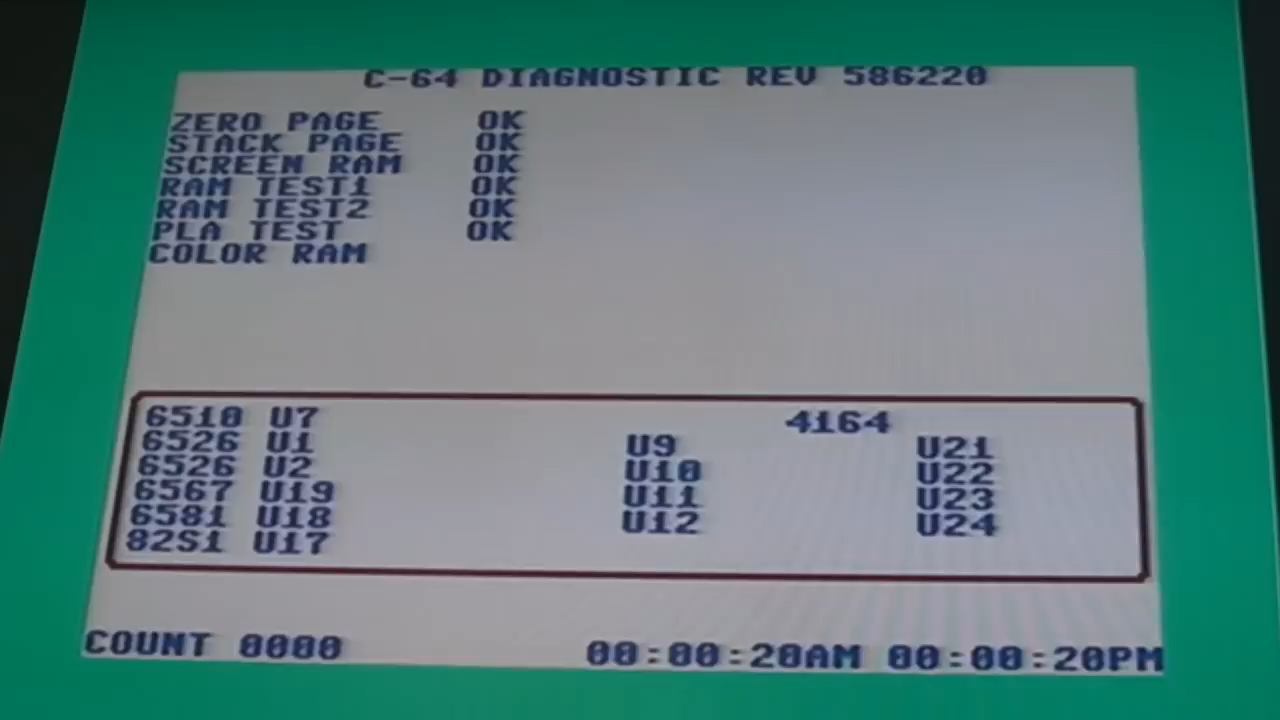 C-64 DIAGNOSTIC REV 586220
ZERO PAGE OK
STACK PAGE OK
SCREEN RAM OK
RAM TEST1 OK
RAM TEST2 OK
PLA TEST OK
COLOR RAM
6510 U7 4164
6526 U1 U9 U21
6526 U2 U10 U22
6567 U19 U11 U23
6581 U18 U12 U24
82S1 U17
COUNT 0000 00:00:20AM 00:00:20PM